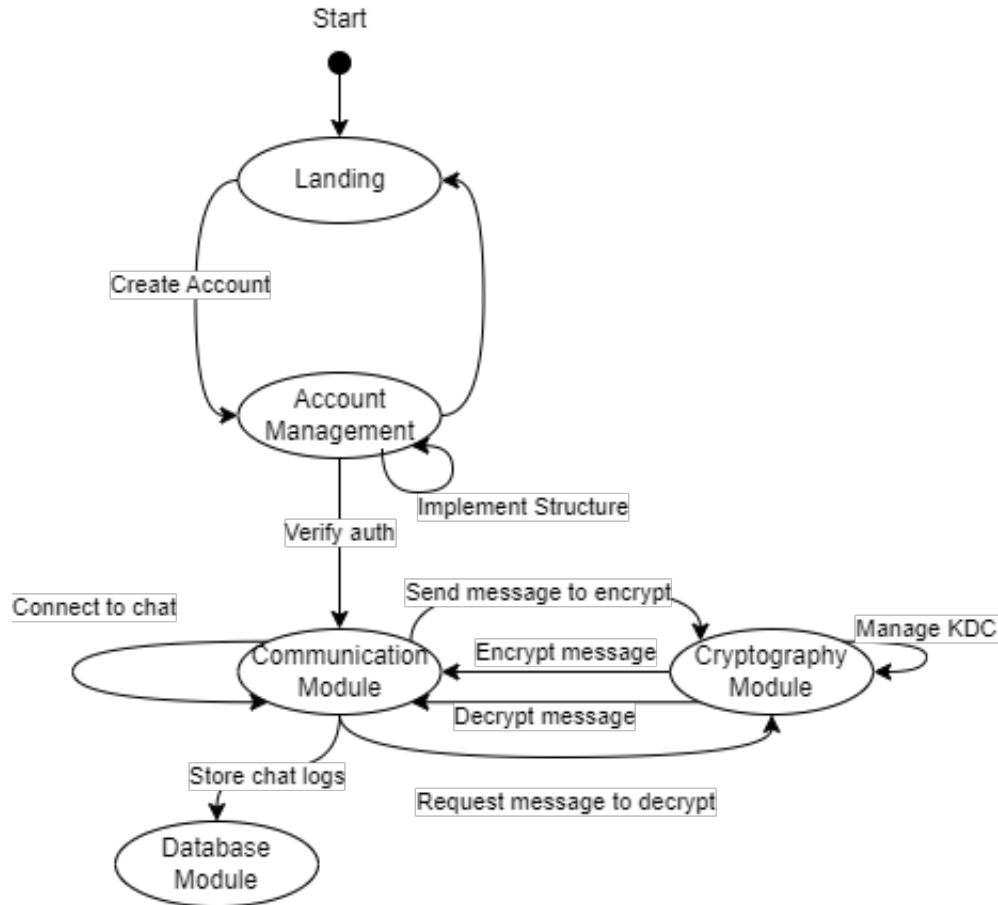 Start
Landing
Create Account
Account
Management
Implement Structure
Verify auth
Connect to chat
Send message to encrypt
Manage KDC
Communication
Module
Encrypt message
Cryptography
Module
Decrypt message
Store chat logs
Request message to decrypt
Database
Module